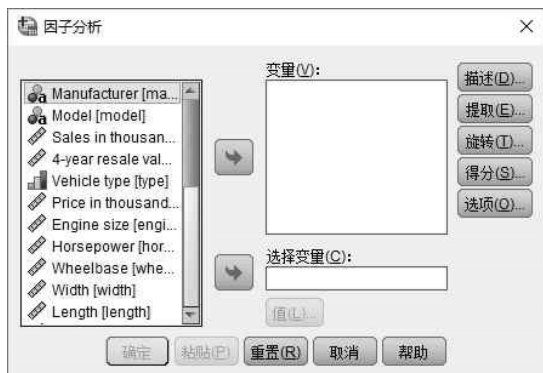 因子分析
Manufacturer [ma...
Model [model]
Sales in thousan...
4-year resale val...
Vehicle type [type]
Price in thousand...
Engine size [engi...
Horsepower [hor...
Wheelbase [whe...
Width [width]
Length [length]
变量(V):
选择变量(C):
值(L)...
描述(D)...
提取(E)...
旋转(T)...
得分(S)...
选项(O)...
确定
粘贴(P)
重置(R)
取消
帮助